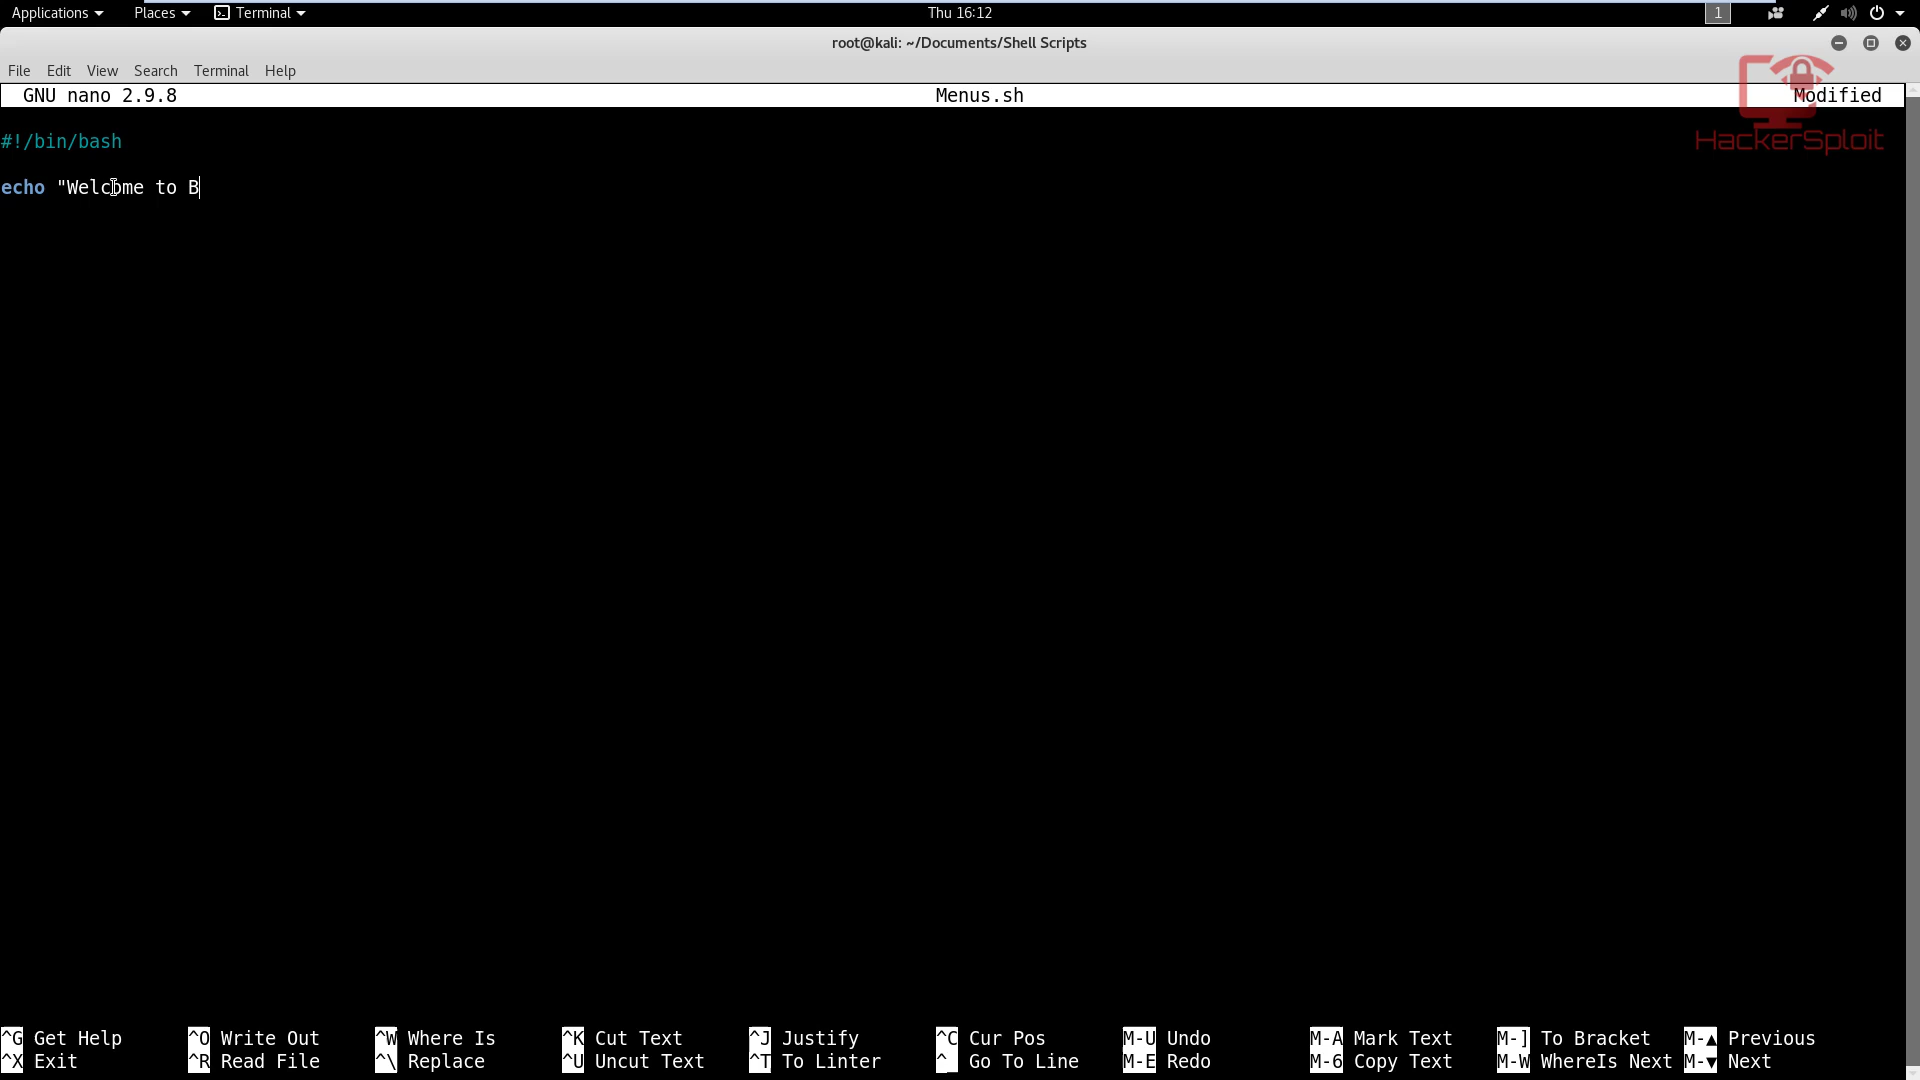 Applications Places Terminal Thu 16:12 1
root@kali: ~/Documents/Shell Scripts
File Edit View Search Terminal Help
GNU nano 2.9.8 Menus.sh Modified
HackerSploit
#!/bin/bash
echo "Welcome to B
^G Get Help ^O Write Out ^W Where Is ^K Cut Text ^J Justify ^C Cur Pos M-U Undo M-A Mark Text M-] To Bracket M-▲ Previous
^X Exit ^R Read File ^\ Replace ^U Uncut Text ^T To Linter ^_ Go To Line M-E Redo M-6 Copy Text M-W WhereIs Next M-▼ Next